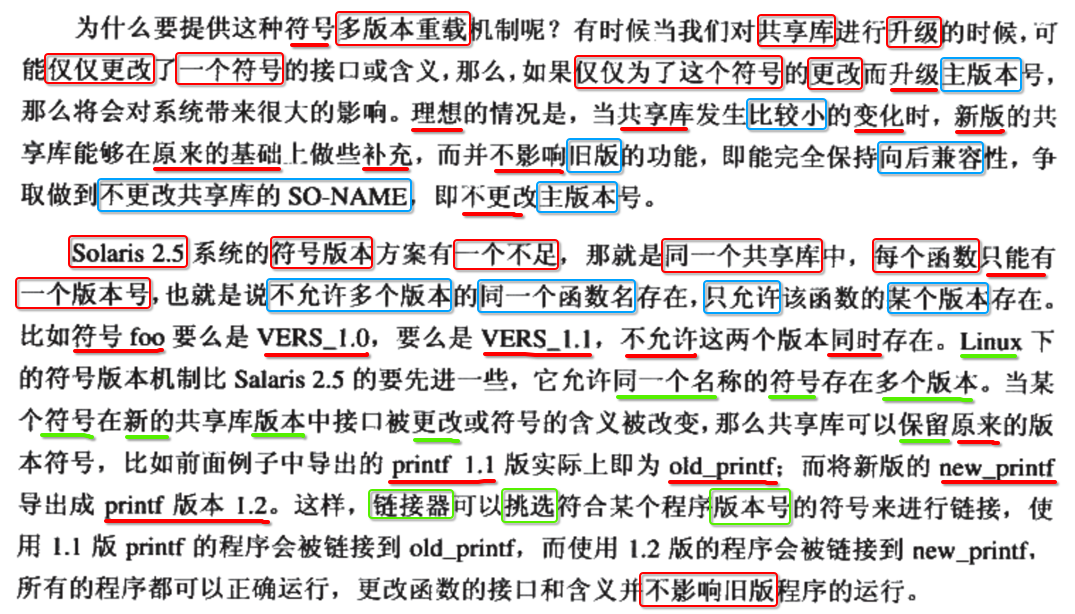 为什么要提供这种符号多版本重载机制呢？有时候当我们对共享库进行升级的时候，可
能仅仅更改了一个符号的接口或含义，那么，如果仅仅为了这个符号的更改而升级主版本号，
那么将会对系统带来很大的影响。理想的情况是，当共享库发生比较小的变化时，新版的共
享库能够在原来的基础上做些补充，而并不影响旧版的功能，即能完全保持向后兼容性，争
取做到不更改共享库的 SO-NAME，即不更改主版本号。
Solaris 2.5 系统的符号版本方案有一个不足，那就是同一个共享库中，每个函数只能有
一个版本号，也就是说不允许多个版本的同一个函数名存在，只允许该函数的某个版本存在。
比如符号 foo 要么是 VERS_1.0，要么是 VERS_1.1，不允许这两个版本同时存在。Linux 下
的符号版本机制比 Salaris 2.5 的要先进一些，它允许同一个名称的符号存在多个版本。当某
个符号在新的共享库版本中接口被更改或符号的含义被改变，那么共享库可以保留原来的版
本符号，比如前面例子中导出的 printf 1.1 版实际上即为 old_printf；而将新版的 new_printf
导出成 printf 版本 1.2。这样，链接器可以挑选符合某个程序版本号的符号来进行链接，使
用 1.1 版 printf 的程序会被链接到 old_printf，而使用 1.2 版的程序会被链接到 new_printf，
所有的程序都可以正确运行，更改函数的接口和含义并不影响旧版程序的运行。